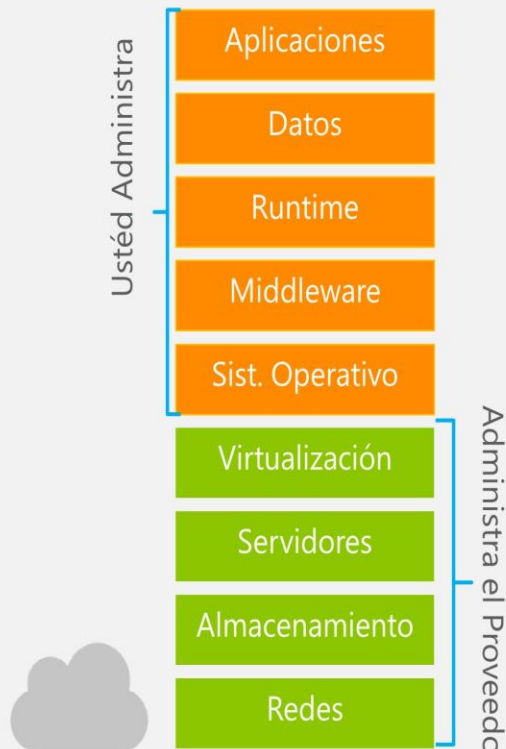 Ustéd Administra
Aplicaciones
Datos
Runtime
Middleware
Sist. Operativo
Virtualización
Servidores
Almacenamiento
Redes
Administra el Proveedo